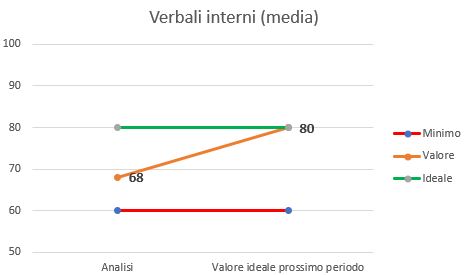 Verbali interni (media)
100
90
80
70
60
50
68
80
Analisi
Valore ideale prossimo periodo
Minimo
Valore
Ideale